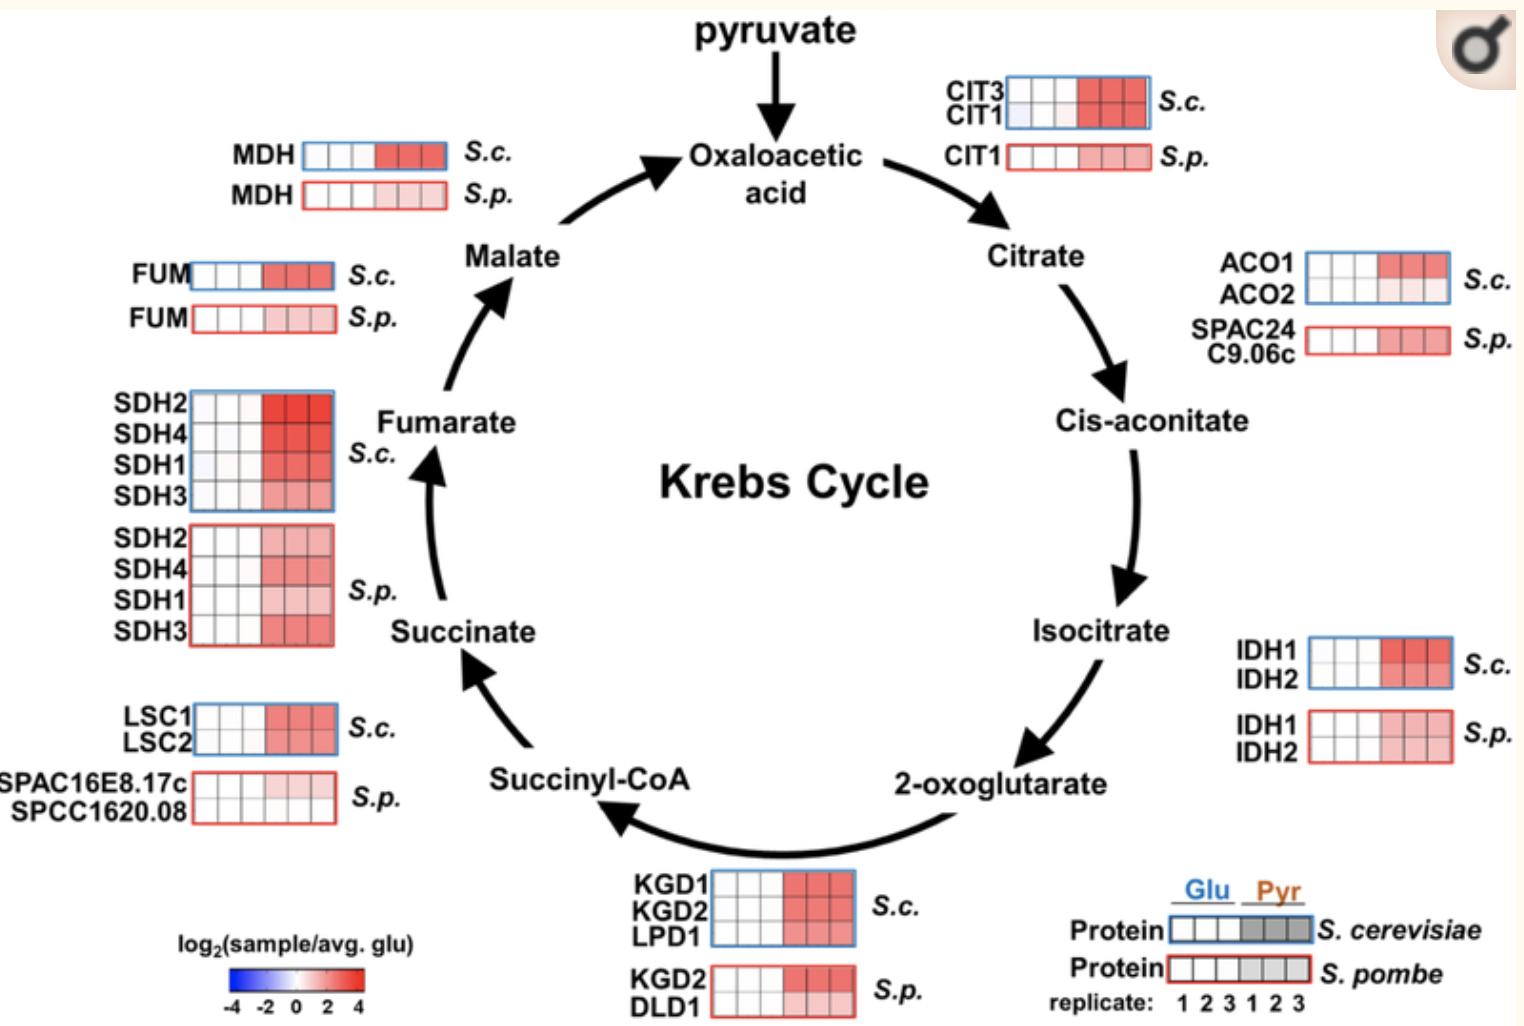 pyruvate
CIT3
CIT1
S.c.
CIT1
S.p.
MDH
S.c.
MDH
S.p.
Oxaloacetic
acid
Malate
Citrate
FUM
S.c.
FUM
S.p.
ACO1
ACO2
S.c.
SPAC24
C9.06c
S.p.
SDH2
SDH4
SDH1
SDH3
S.c.
Fumarate
Cis-aconitate
Krebs Cycle
SDH2
SDH4
SDH1
SDH3
S.p.
Succinate
Isocitrate
IDH1
IDH2
S.c.
IDH1
IDH2
S.p.
LSC1
LSC2
S.c.
SPAC16E8.17c
SPCC1620.08
S.p.
Succinyl-CoA
2-oxoglutarate
KGD1
KGD2
LPD1
S.c.
KGD2
DLD1
S.p.
log2(sample/avg. glu)
-4 -2 0 2 4
Glu Pyr
Protein S. cerevisiae
Protein S. pombe
replicate: 1 2 3 1 2 3